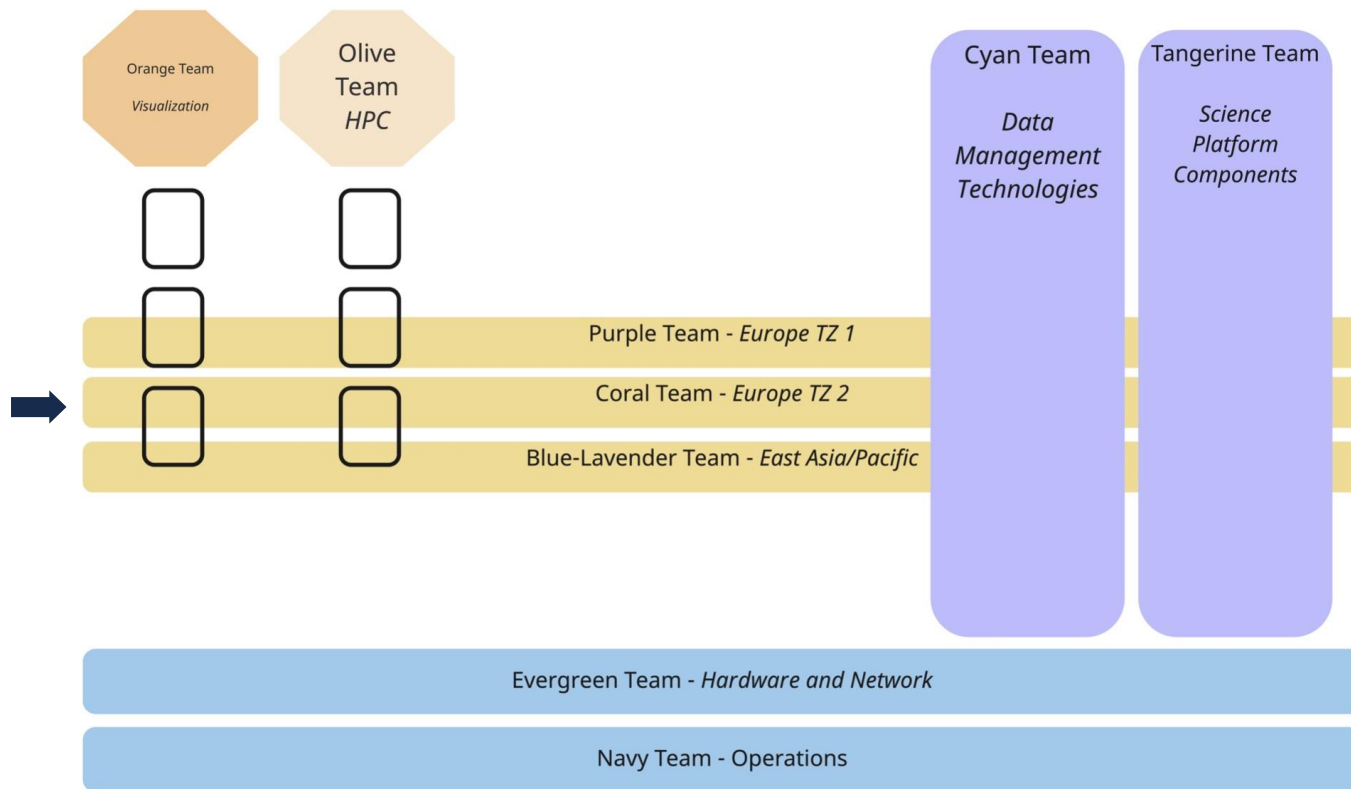 Orange Team
Visualization
Olive
Team
HPC
Cyan Team
Data
Management
Technologies
Tangerine Team
Science
Platform
Components
Purple Team - Europe TZ 1
Coral Team - Europe TZ 2
Blue-Lavender Team - East Asia/Pacific
Evergreen Team - Hardware and Network
Navy Team - Operations